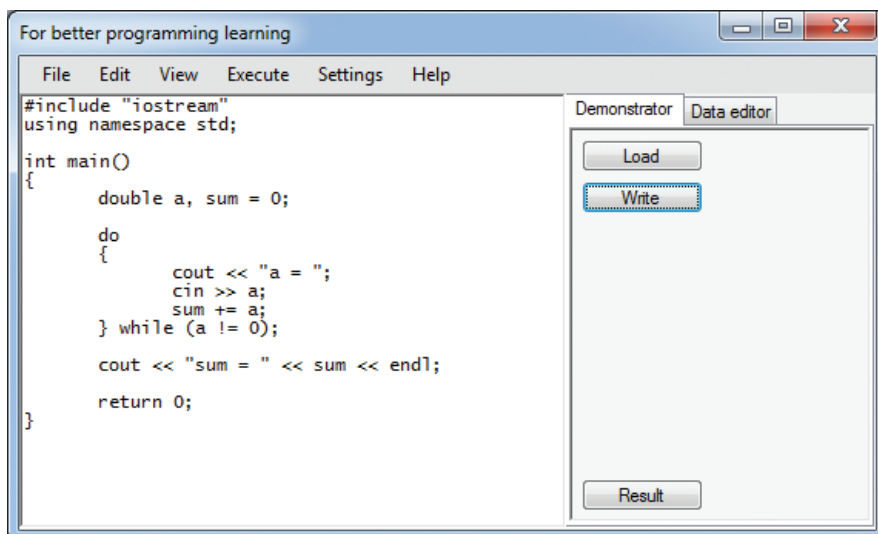 For better programming learning
File Edit View Execute Settings Help
#include "iostream"
using namespace std;
int main()
{
double a, sum = 0;
do
{
cout << "a = ";
cin >> a;
sum += a;
} while (a != 0);
cout << "sum = " << sum << endl;
return 0;
}
Demonstrator Data editor
Load
Write
Result